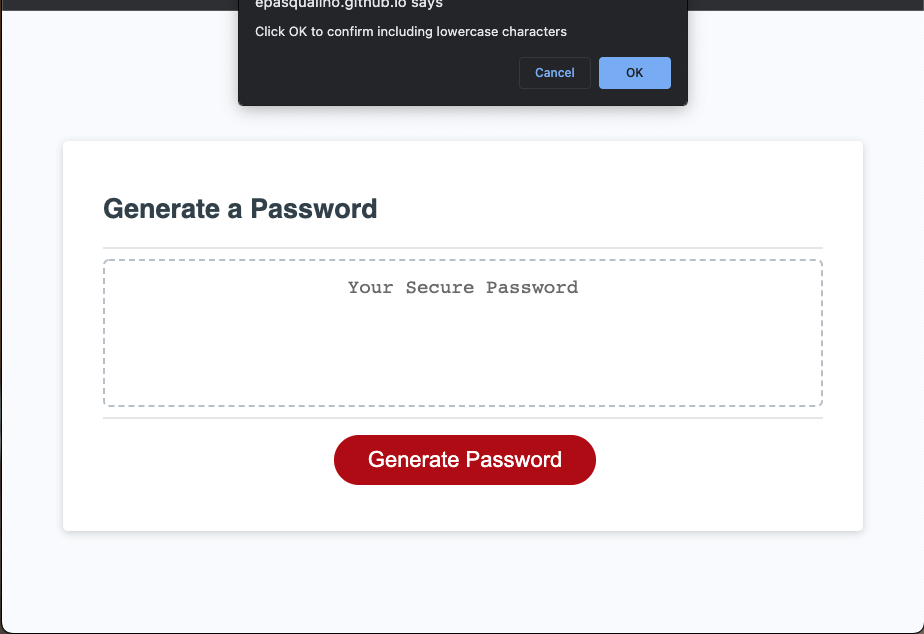 epasqualino.github.io says
Click OK to confirm including lowercase characters
Cancel
OK
Generate a Password
Your Secure Password
Generate Password